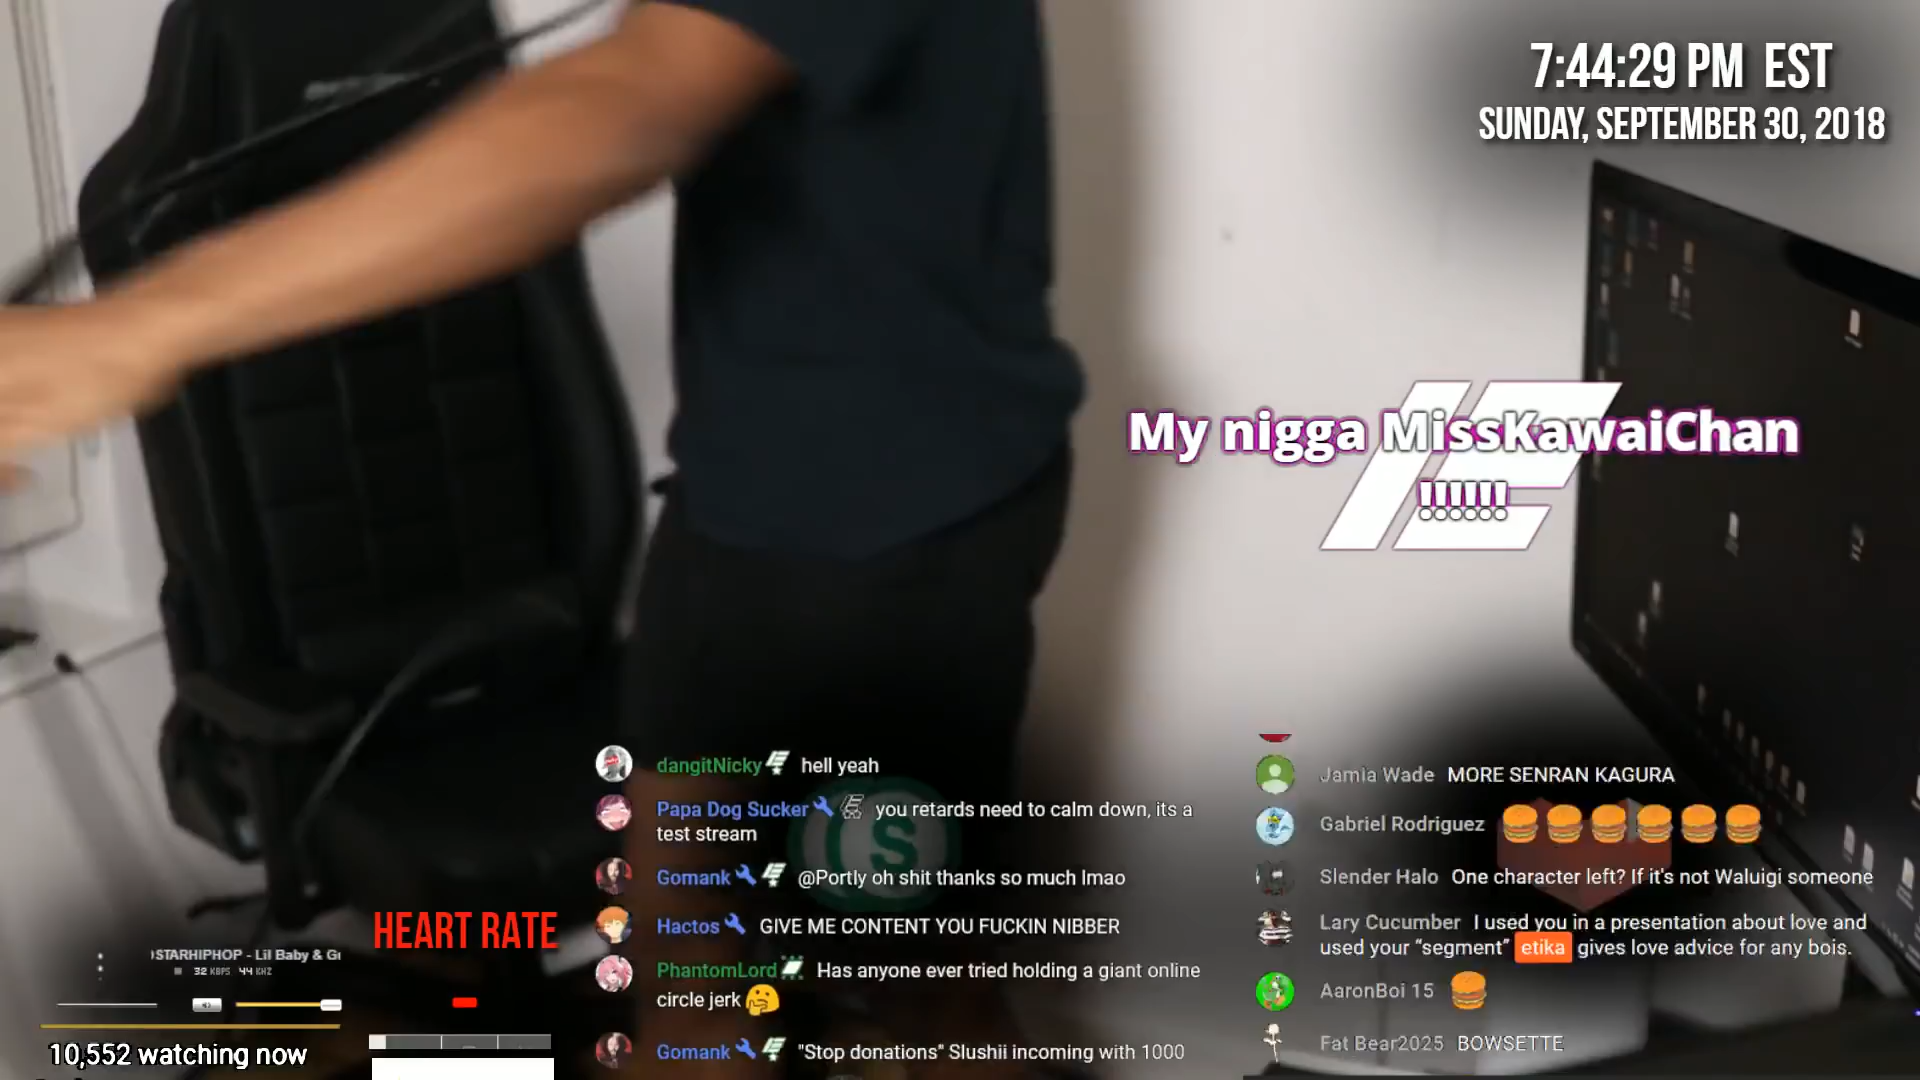 7:44:29 PM EST
SUNDAY, SEPTEMBER 30, 2018
My nigga MissKawaiChan
!!!!!!
dangitNicky hell yeah
Papa Dog Sucker you retards need to calm down, its a
test stream
Gomank @Portly oh shit thanks so much lmao
Hactos GIVE ME CONTENT YOU FUCKIN NIBBER
PhantomLord Has anyone ever tried holding a giant online
circle jerk
Gomank "Stop donations" Slushii incoming with 1000
Jamia Wade MORE SENRAN KAGURA
Gabriel Rodriguez
Slender Halo One character left? If it's not Waluigi someone
Lary Cucumber I used you in a presentation about love and
used your “segment” etika gives love advice for any bois.
AaronBoi 15
Fat Bear2025 BOWSETTE
HEART RATE
STARHIPHOP - Lil Baby &
32 KBPS 44 KHZ
10,552 watching now